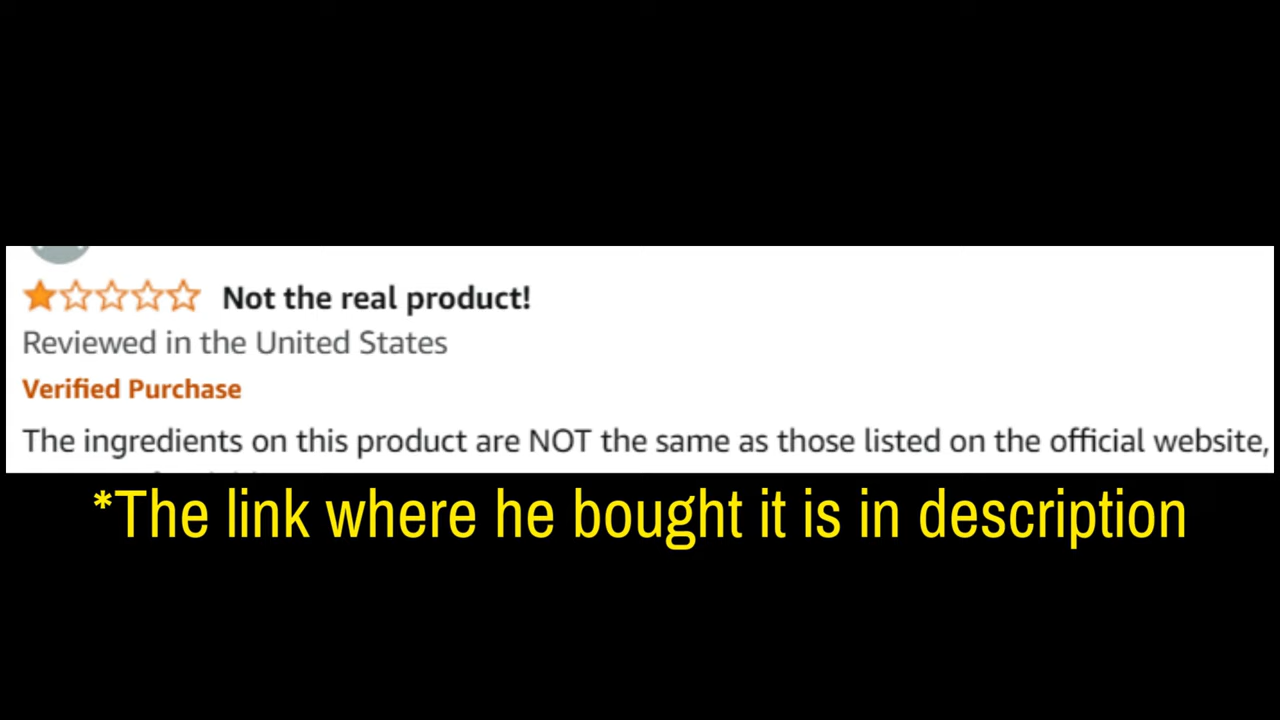 Not the real product!
Reviewed in the United States
Verified Purchase
The ingredients on this product are NOT the same as those listed on the official website,
*The link where he bought it is in description